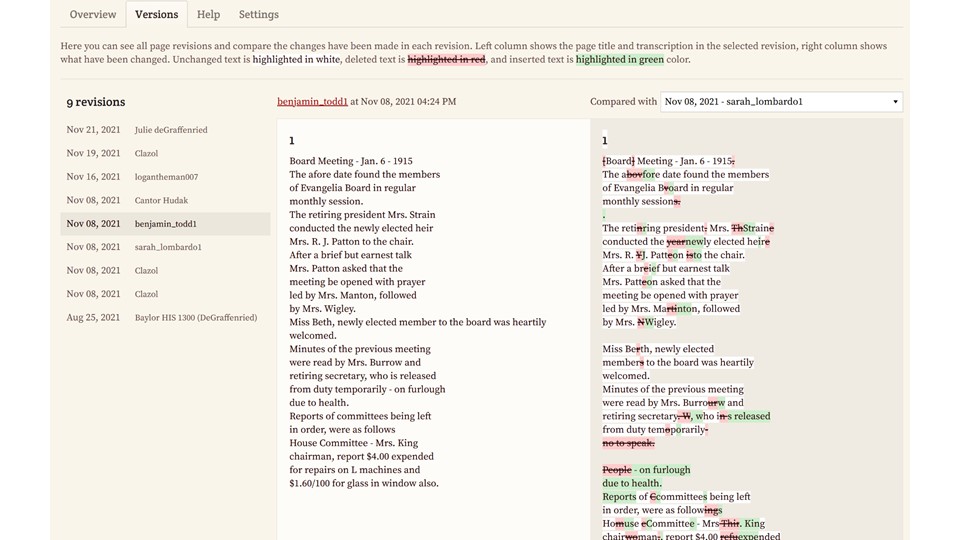 Overview Versions Help Settings
Here you can see all page revisions and compare the changes have been made in each revision. Left column shows the page title and transcription in the selected revision, right column shows
what have been changed. Unchanged text is highlighted in white, deleted text is highlighted in red, and inserted text is highlighted in green color.
9 revisions
Nov 21, 2021 Julie deGraffenried
Nov 19, 2021 Clazol
Nov 16, 2021 logantheman007
Nov 08, 2021 Cantor Hudak
Nov 08, 2021 benjamin_todd1
Nov 08, 2021 sarah_lombardo1
Nov 08, 2021 Clazol
Nov 08, 2021 Clazol
Aug 25, 2021 Baylor HIS 1300 (DeGraffenried)
benjamin_todd1 at Nov 08, 2021 04:24 PM
1
Board Meeting - Jan. 6 - 1915
The afore date found the members
of Evangelia Board in regular
monthly session.
The retiring president Mrs. Strain
conducted the newly elected heir
Mrs. R. J. Patton to the chair.
After a brief but earnest talk
Mrs. Patton asked that the
meeting be opened with prayer
led by Mrs. Manton, followed
by Mrs. Wigley.
Miss Beth, newly elected member to the board was heartily
welcomed.
Minutes of the previous meeting
were read by Mrs. Burrow and
retiring secretary, who is released
from duty temporarily - on furlough
due to health.
Reports of committees being left
in order, were as follows
House Committee - Mrs. King
chairman, report $4.00 expended
for repairs on L machines and
$1.60/100 for glass in window also.
Compared with Nov 08, 2021 - sarah_lombardo1
1
[Board] Meeting - Jan. 6 - 1915.
The abovfore date found the members
of Evangelia Bvoard in regular
monthly sessions.
.
The retinring president. Mrs. ThStraine
conducted the yearnewly elected heire
Mrs. R. YJ. Patteon isto the chair.
After a breief but earnest talk
Mrs. Patteon asked that the
meeting be opened with prayer
led by Mrs. Martinton, followed
by Mrs. NWigley.
Miss Berth, newly elected
members to the board was heartily
welcomed.
Minutes of the previous meeting
were read by Mrs. Burrourw and
retiring secretary. W, who in s released
from duty temoporarily-
no to speak.
People - on furlough
due to health.
Reports of Ccommittees being left
in order, were as followings
Homuse eCommittee - Mrs Thir. King
chairwoman., report $4.00 refuexpended